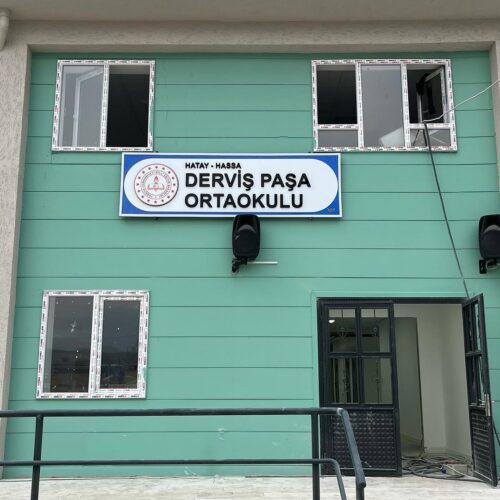 HATAY - HASSA
DERVİŞ PAŞA
ORTAOKULU